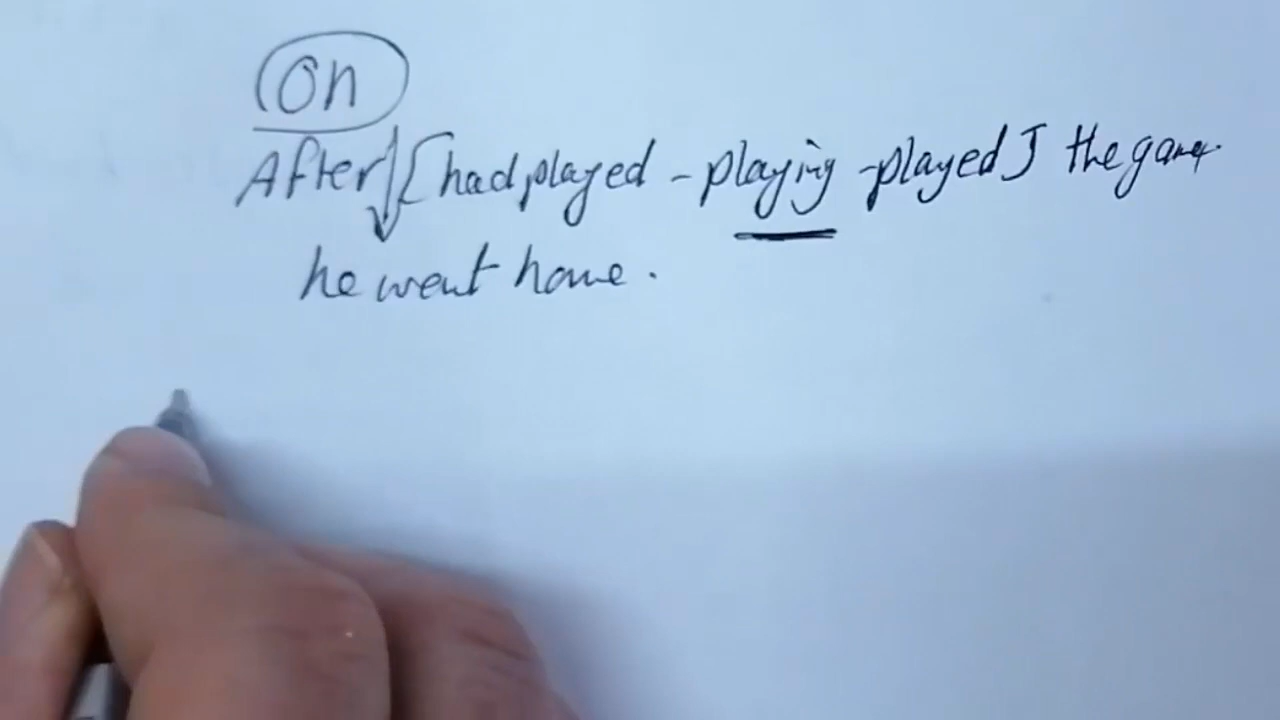 On
After [had played - playing - played] the game.
he went home.